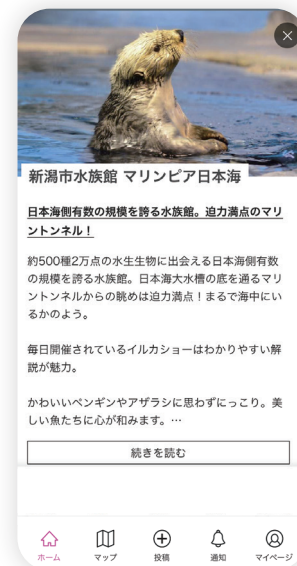 新潟市水族館 マリンピア日本海
日本海側有数の規模を誇る水族館。迫力満点のマリ
ントンネル！
約500種2万点の水生生物に出会える日本海側有数
の規模を誇る水族館。日本海大水槽の底を通るマリ
ントンネルからの眺めは迫力満点！まるで海中にい
るかのよう。
毎日開催されているイルカショーはわかりやすい解
説が魅力。
かわいいペンギンやアザラシに思わずにっこり。美
しい魚たちに心が和みます。…
続きを読む
ホーム マップ 投稿 通知 マイページ